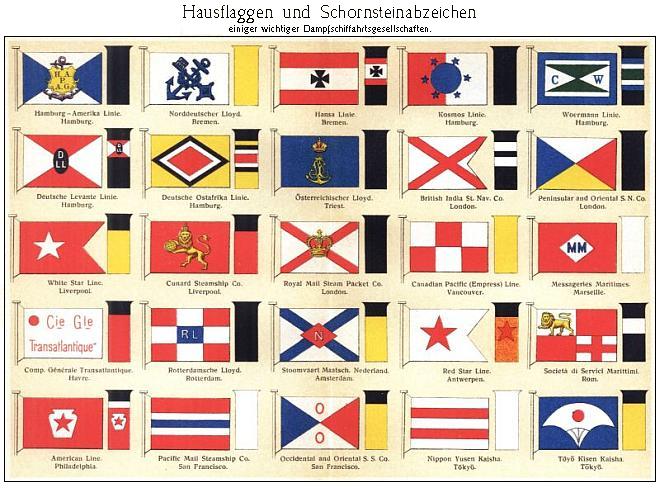 Hausflaggen und Schornsteinabzeichen
einiger wichtiger Dampfschiffahrtsgesellschaften.
H A
P
A G
Hamburg-Amerika Linie.
Hamburg.
Norddeutscher Lloyd.
Bremen.
Hansa Linie.
Bremen.
Kosmos Linie.
Hamburg.
C W
Woermann Linie.
Hamburg.
D
LL
Deutsche Levante Linie.
Hamburg.
Deutsche Ostafrika Linie.
Hamburg.
Österreichischer Lloyd.
Triest.
British India St. Nav. Co.
London.
Peninsular and Oriental S. N. Co.
London.
White Star Line.
Liverpool.
Cunard Steamship Co.
Liverpool.
Royal Mail Steam Packet Co.
London.
Canadian Pacific (Empress) Line.
Vancouver.
MM
Messageries Maritimes.
Marseille.
Cie Gle
Transatlantique
Comp. Générale Transatlantique.
Havre.
RL
Rotterdamsche Lloyd.
Rotterdam.
N
Stoomvaart Maatsch. Nederland.
Amsterdam.
Red Star Line.
Antwerpen.
Società di Servici Marittimi.
Rom.
American Line.
Philadelphia.
Pacific Mail Steamship Co.
San Francisco.
O
O
Occidental and Oriental S. S. Co.
San Francisco.
Nippon Yusen Kaisha.
Tōkyō.
Tōyō Kisen Kaisha.
Tōkyō.